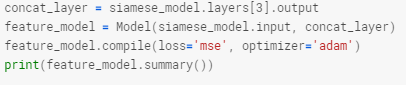 concat_layer = siamese_model.layers[3].output
feature_model = Model(siamese_model.input, concat_layer)
feature_model.compile(loss='mse', optimizer='adam')
print(feature_model.summary())